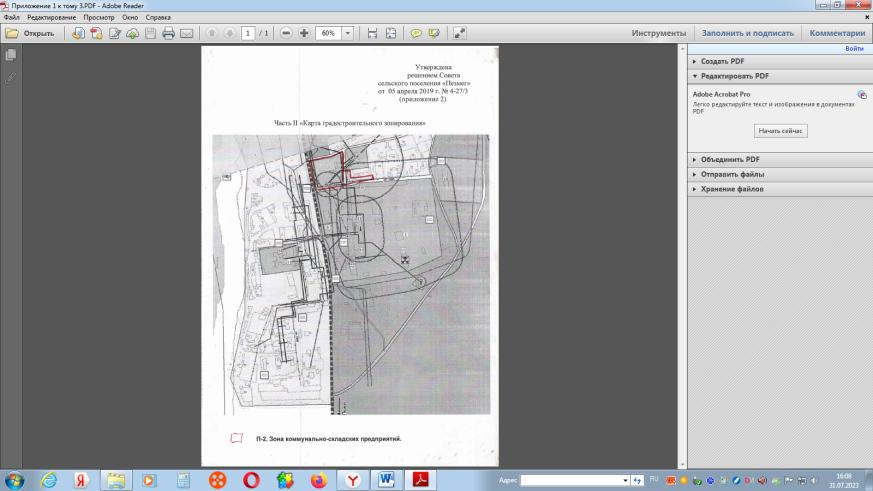 Приложение 1 к тому 3.PDF - Adobe Reader
Файл Редактирование Просмотр Окно Справка
Открыть
1 / 1
60%
Инструменты Заполнить и подписать Комментарии
Войти
Утверждена
решением Совета
сельского поселения «Пезмег»
от 05 апреля 2019 г. № 4-27/3
(приложение 2)
Часть II «Карта градостроительного зонирования»
П-2. Зона коммунально-складских предприятий.
Создать PDF
Редактировать PDF
Adobe Acrobat Pro
Легко редактируйте текст и изображения в документах
PDF
Начать сейчас
Объединить PDF
Отправить файлы
Хранение файлов
Адрес
RU
16:08
31.07.2023